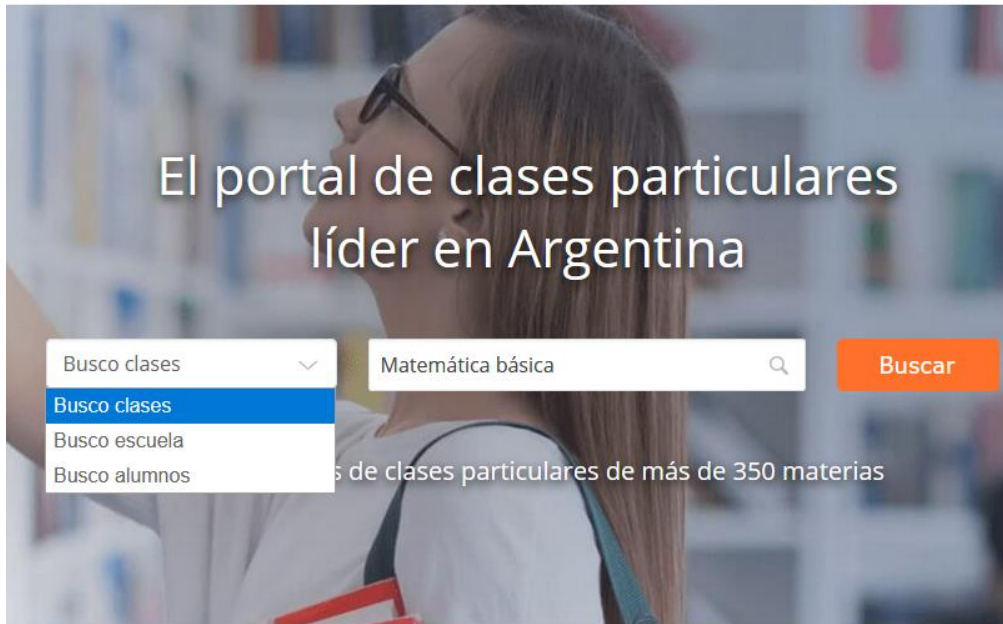 El portal de clases particulares
líder en Argentina
Busco clases
Matemática básica
Buscar
Busco clases
Busco escuela
Busco alumnos
de clases particulares de más de 350 materias